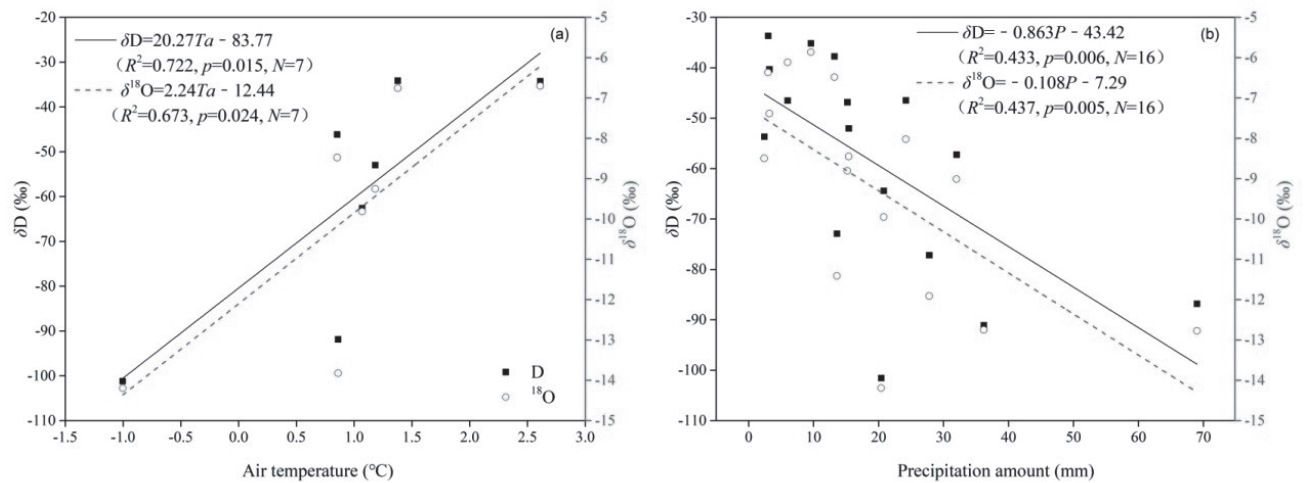 (a)
δD=20.27Ta - 83.77
(R²=0.722, p=0.015, N=7)
δ¹⁸O=2.24Ta - 12.44
(R²=0.673, p=0.024, N=7)
D
¹⁸O
-20
-30
-40
-50
-60
-70
-80
-90
-100
-110
δD (‰)
-5
-6
-7
-8
-9
-10
-11
-12
-13
-14
-15
δ¹⁸O (‰)
-1.5 -1.0 -0.5 0.0 0.5 1.0 1.5 2.0 2.5 3.0
Air temperature (℃)
(b)
δD= - 0.863P - 43.42
(R²=0.433, p=0.006, N=16)
δ¹⁸O= - 0.108P - 7.29
(R²=0.437, p=0.005, N=16)
-30
-40
-50
-60
-70
-80
-90
-100
-110
δD (‰)
-5
-6
-7
-8
-9
-10
-11
-12
-13
-14
-15
δ¹⁸O (‰)
0 10 20 30 40 50 60 70
Precipitation amount (mm)